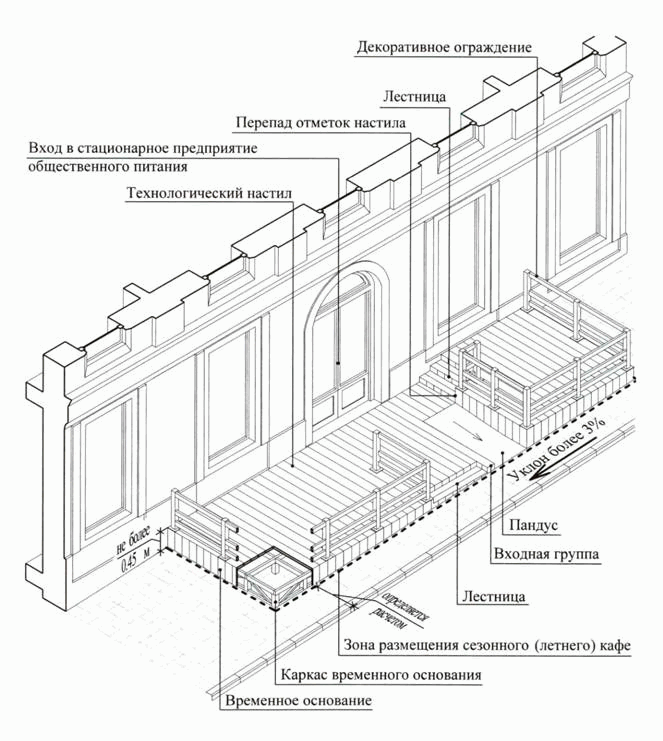 Декоративное ограждение
Лестница
Перепад отметок настила
Вход в стационарное предприятие
общественного питания
Технологический настил
Уклон более 3%
не более
0.45 м
Пандус
Входная группа
Лестница
определяется
расчетом
Зона размещения сезонного (летнего) кафе
Каркас временного основания
Временное основание